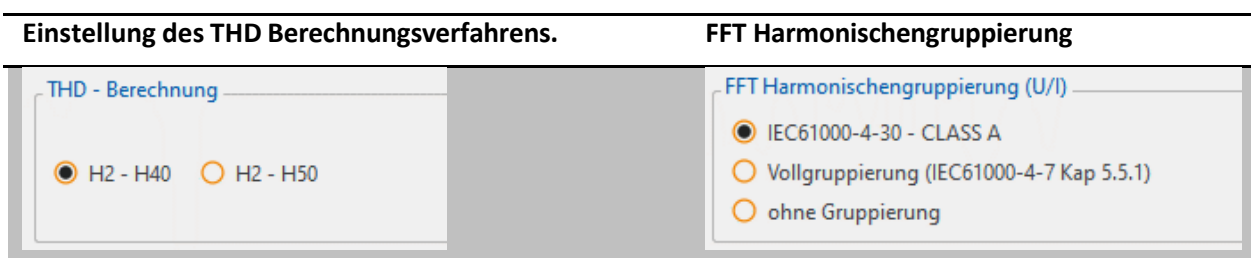 Einstellung des THD Berechnungsverfahrens.
FFT Harmonischengruppierung
THD - Berechnung
H2 - H40
H2 - H50
FFT Harmonischengruppierung (U/I)
IEC61000-4-30 - CLASS A
Vollgruppierung (IEC61000-4-7 Kap 5.5.1)
ohne Gruppierung